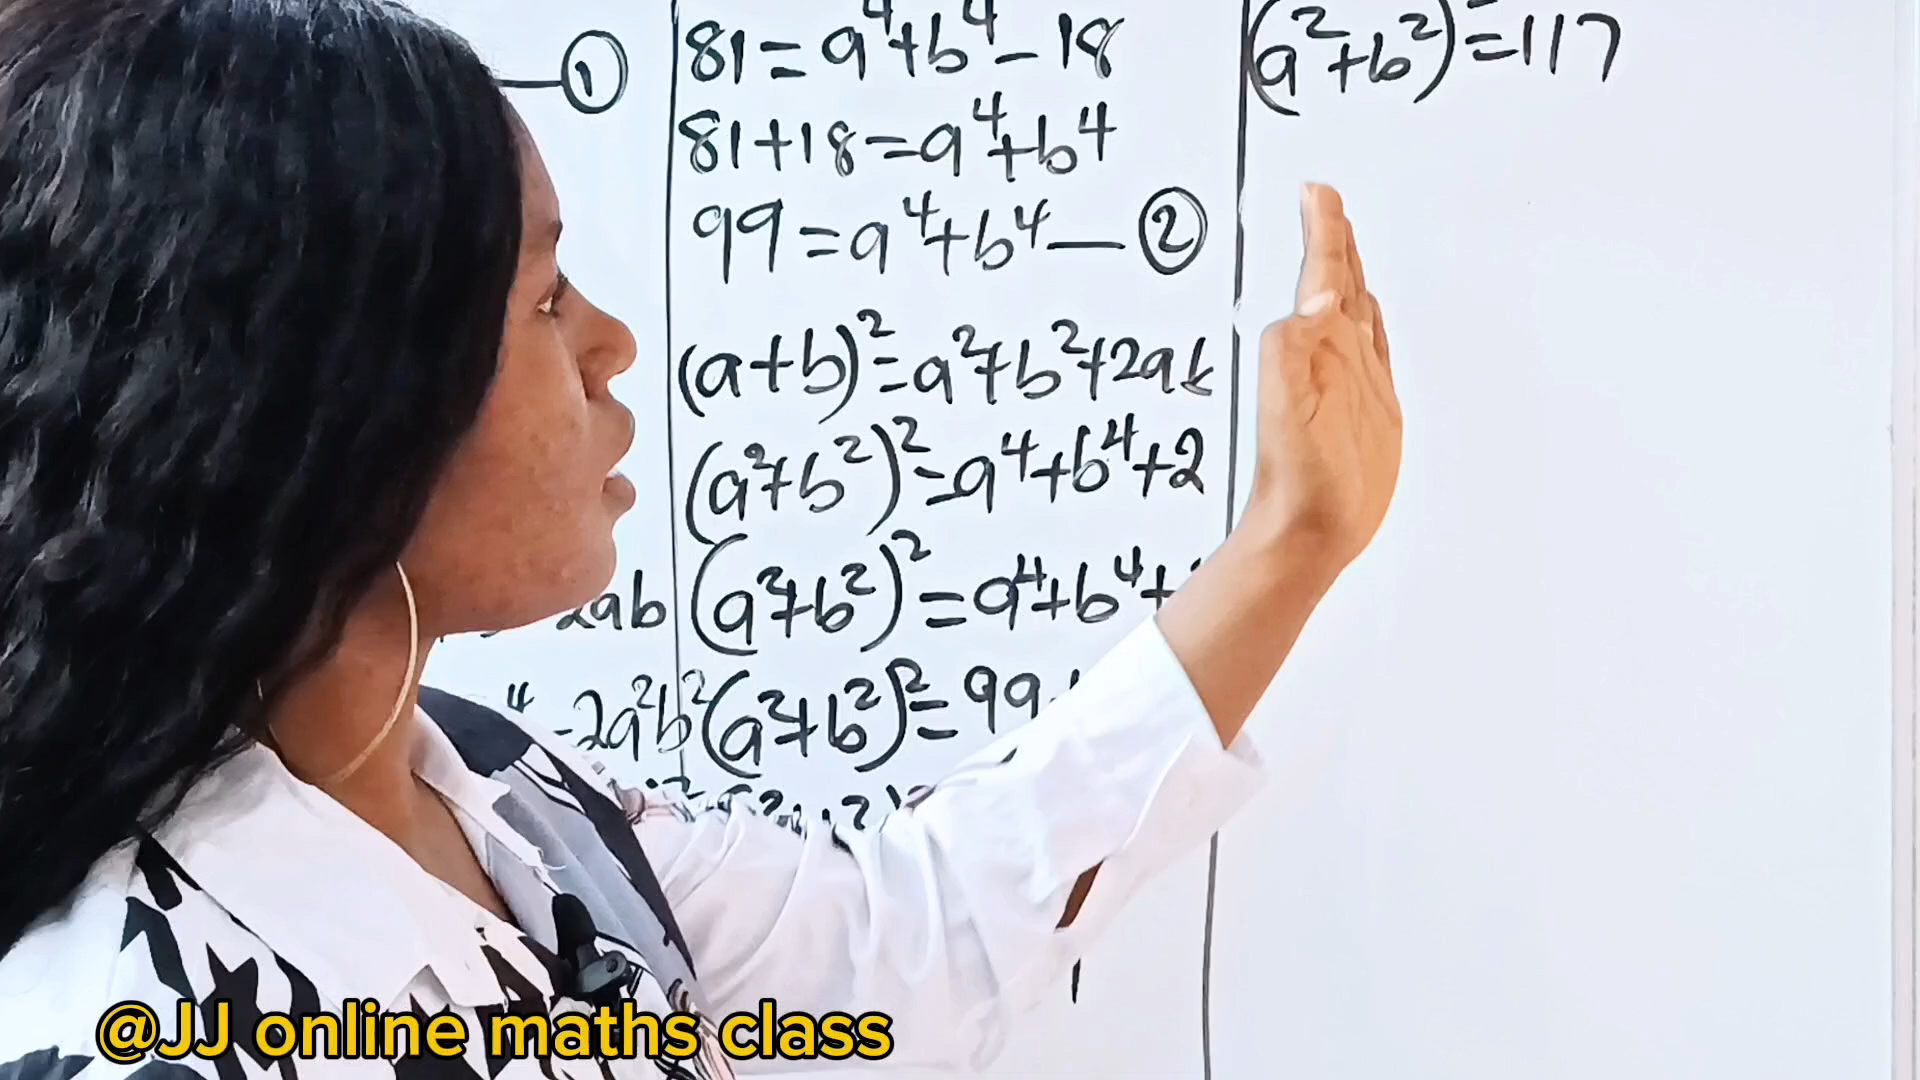 ①
2ab
-2a²b²
81=a⁴+b⁴-18
81+18=a⁴+b⁴
99=a⁴+b⁴—②
(a+b)²=a²+b²+2ab
(a²+b²)²=a⁴+b⁴+2
(a²+b²)²=a⁴+b⁴+
(a²+b²)²=99
(a²+b²)²=117
@JJ online maths class